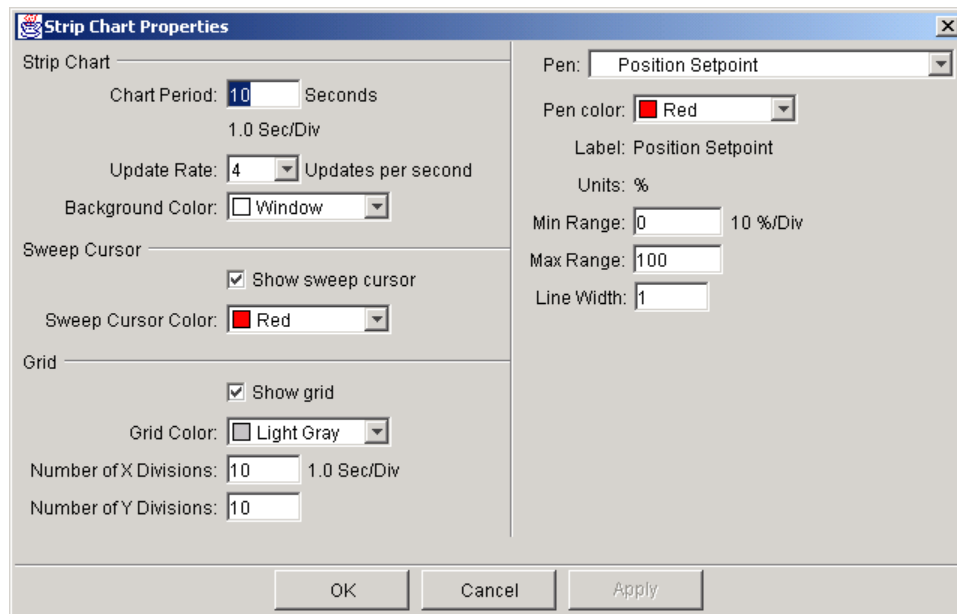 Strip Chart Properties
Strip Chart
Chart Period: 10 Seconds
1.0 Sec/Div
Update Rate: 4 Updates per second
Background Color: Window
Sweep Cursor
Show sweep cursor
Sweep Cursor Color: Red
Grid
Show grid
Grid Color: Light Gray
Number of X Divisions: 10 1.0 Sec/Div
Number of Y Divisions: 10
Pen: Position Setpoint
Pen color: Red
Label: Position Setpoint
Units: %
Min Range: 0 10 %/Div
Max Range: 100
Line Width: 1
OK Cancel Apply